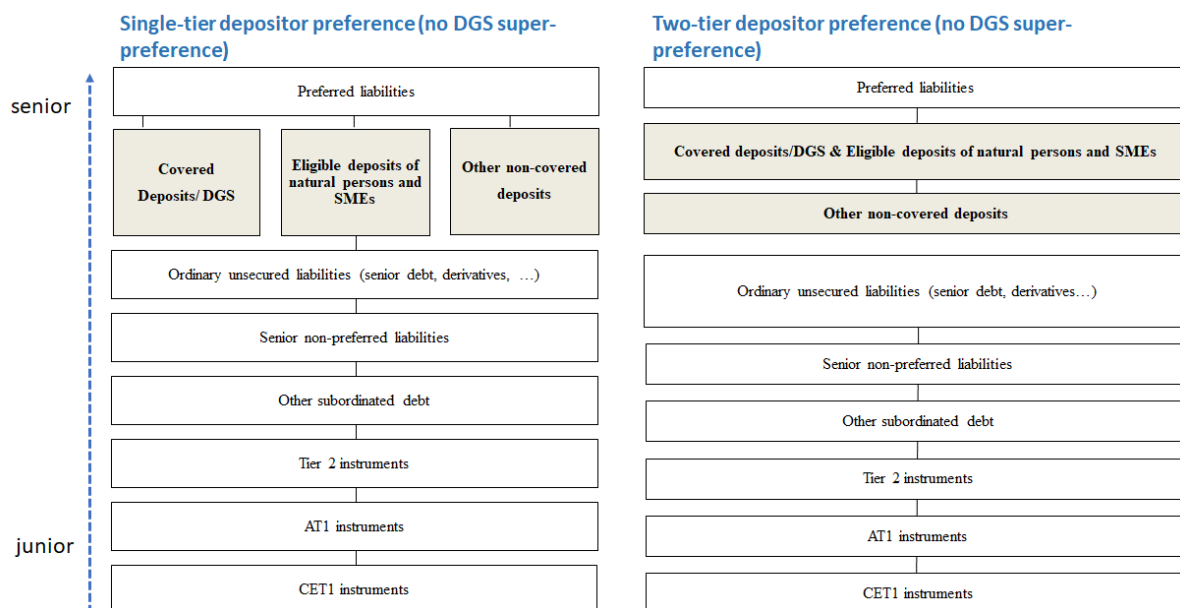 Single-tier depositor preference (no DGS super-
preference)
senior
junior
Preferred liabilities
Covered
Deposits/ DGS
Eligible deposits of
natural persons and
SMEs
Other non-covered
deposits
Ordinary unsecured liabilities (senior debt, derivatives, …)
Senior non-preferred liabilities
Other subordinated debt
Tier 2 instruments
AT1 instruments
CET1 instruments
Two-tier depositor preference (no DGS super-
preference)
Preferred liabilities
Covered deposits/DGS & Eligible deposits of natural persons and SMEs
Other non-covered deposits
Ordinary unsecured liabilities (senior debt, derivatives…)
Senior non-preferred liabilities
Other subordinated debt
Tier 2 instruments
AT1 instruments
CET1 instruments